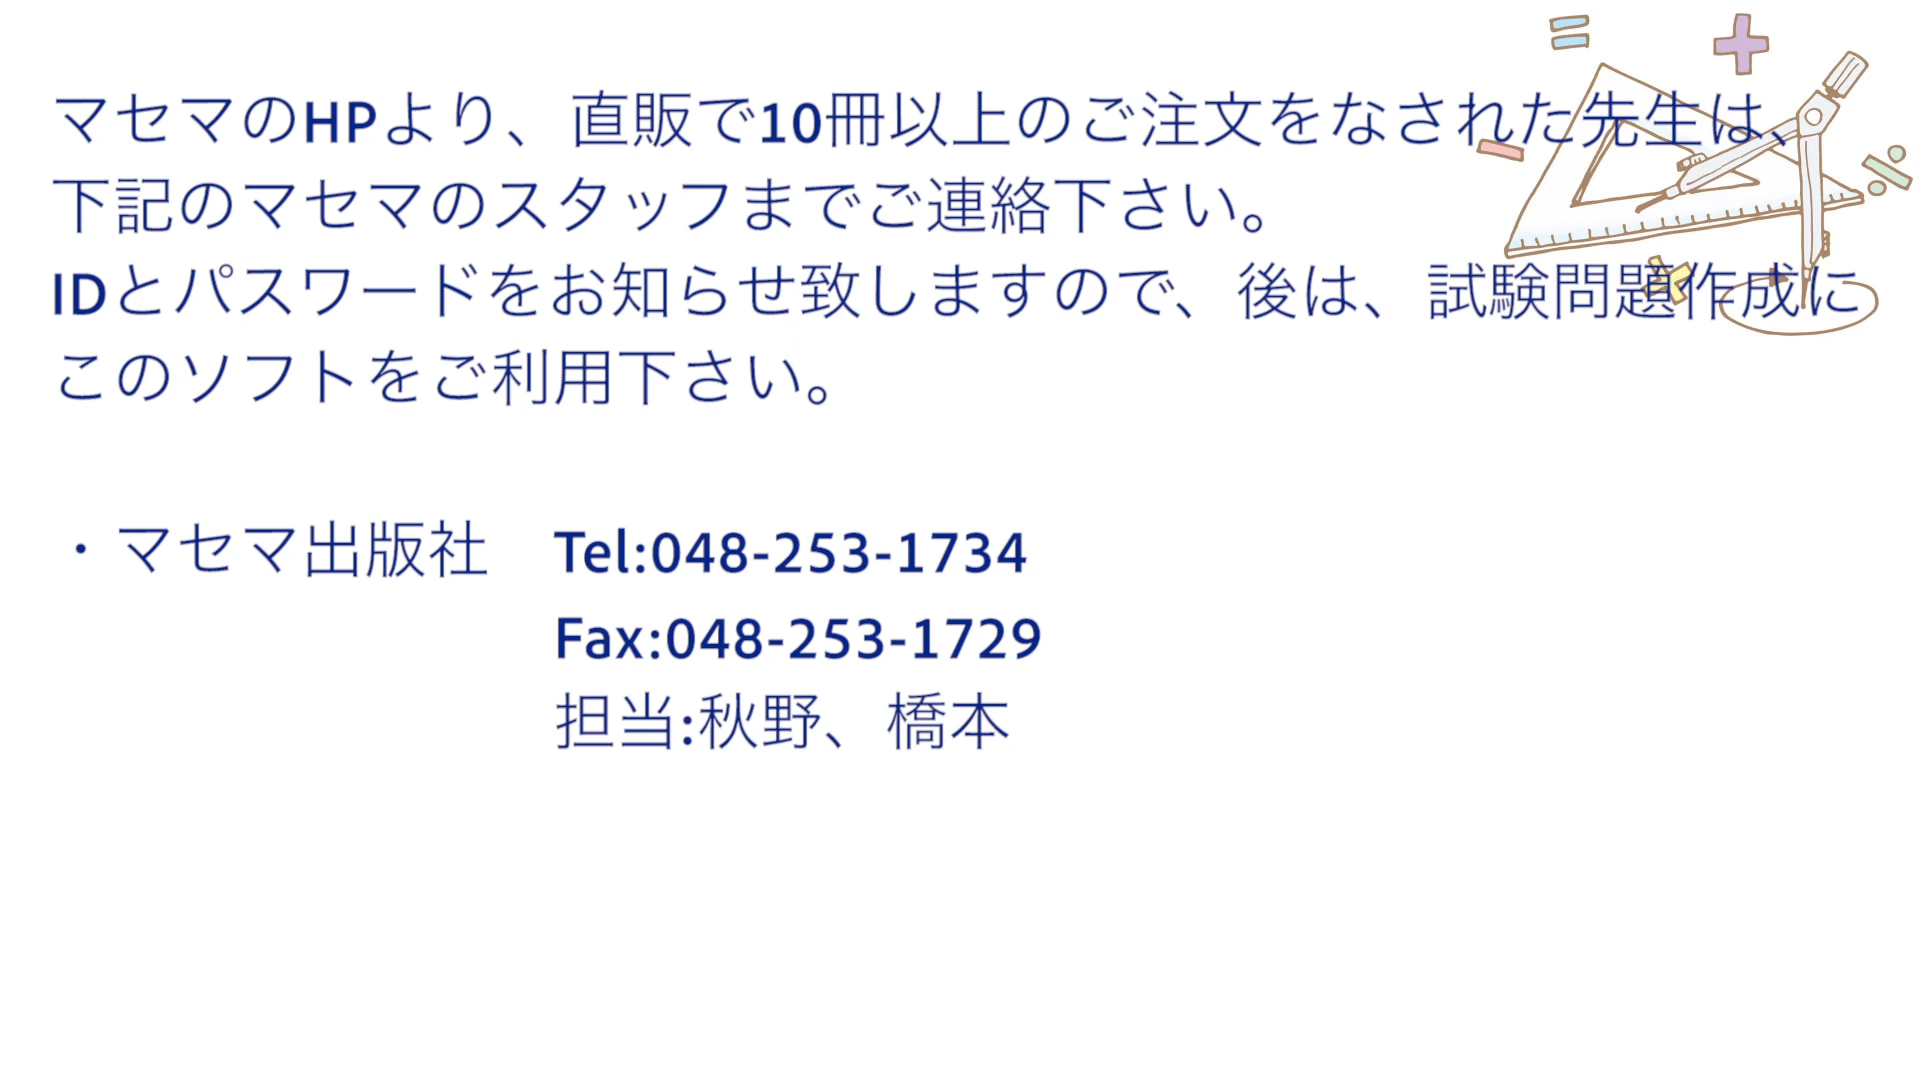 マセマのHPより、直販で10冊以上のご注文をなされた先生は、
下記のマセマのスタッフまでご連絡下さい。
IDとパスワードをお知らせ致しますので、後は、試験問題作成に
このソフトをご利用下さい。
・マセマ出版社　Tel:048-253-1734
Fax:048-253-1729
担当:秋野、橋本